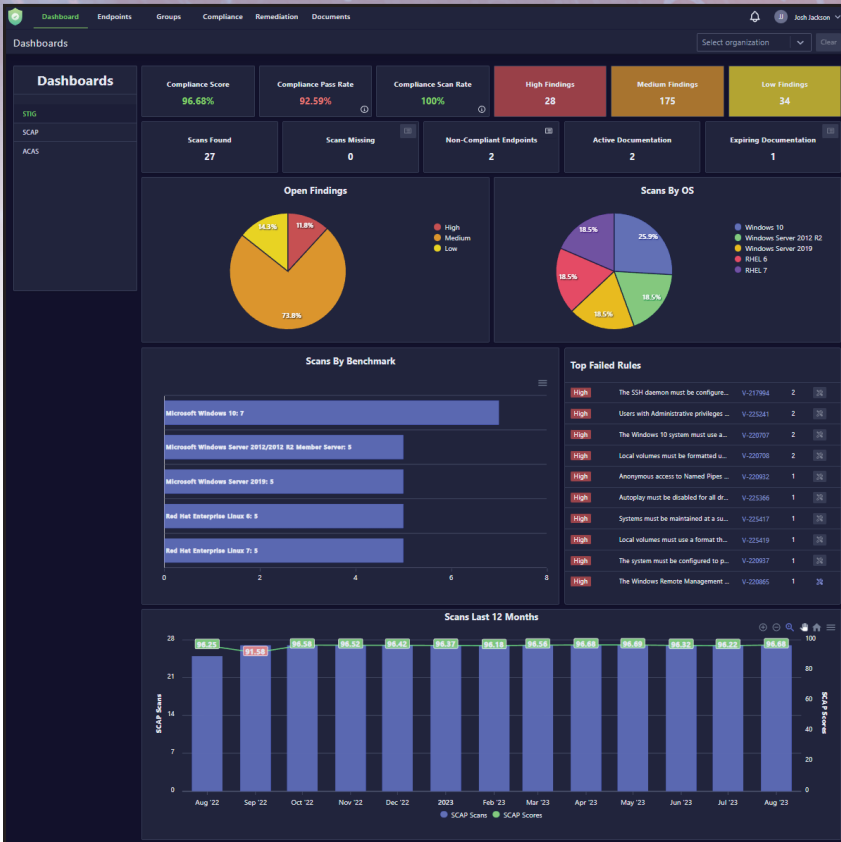 Dashboard Endpoints Groups Compliance Remediation Documents JJ Josh Jackson
Dashboards Select organization Clear
Dashboards
STIG
SCAP
ACAS
Compliance Score
96.68%
Compliance Pass Rate
92.59%
Compliance Scan Rate
100%
High Findings
28
Medium Findings
175
Low Findings
34
Scans Found
27
Scans Missing
0
Non-Compliant Endpoints
2
Active Documentation
2
Expiring Documentation
1
Open Findings
14.3%
11.8%
73.8%
High
Medium
Low
Scans By OS
18.5%
25.9%
18.5%
18.5%
18.5%
Windows 10
Windows Server 2012 R2
Windows Server 2019
RHEL 6
RHEL 7
Scans By Benchmark
Microsoft Windows 10: 7
Microsoft Windows Server 2012/2012 R2 Member Server: 5
Microsoft Windows Server 2019: 5
Red Hat Enterprise Linux 6: 5
Red Hat Enterprise Linux 7: 5
0 2 4 6 8
Top Failed Rules
High The SSH daemon must be configure... V-217994 2
High Users with Administrative privileges ... V-225241 2
High The Windows 10 system must use a... V-220707 2
High Local volumes must be formatted u... V-220708 2
High Anonymous access to Named Pipes ... V-220932 1
High Autoplay must be disabled for all dr... V-225366 1
High Systems must be maintained at a su... V-225417 1
High Local volumes must use a format th... V-225419 1
High The system must be configured to p... V-220937 1
High The Windows Remote Management ... V-220865 1
Scans Last 12 Months
28
21
14
7
0
SCAP Scans
96.25 91.58 96.58 96.52 96.42 96.37 96.18 96.58 96.68 96.69 96.32 96.22 96.68
100
80
60
40
20
0
SCAP Scores
Aug '22 Sep '22 Oct '22 Nov '22 Dec '22 2023 Feb '23 Mar '23 Apr '23 May '23 Jun '23 Jul '23 Aug '23
SCAP Scans SCAP Scores